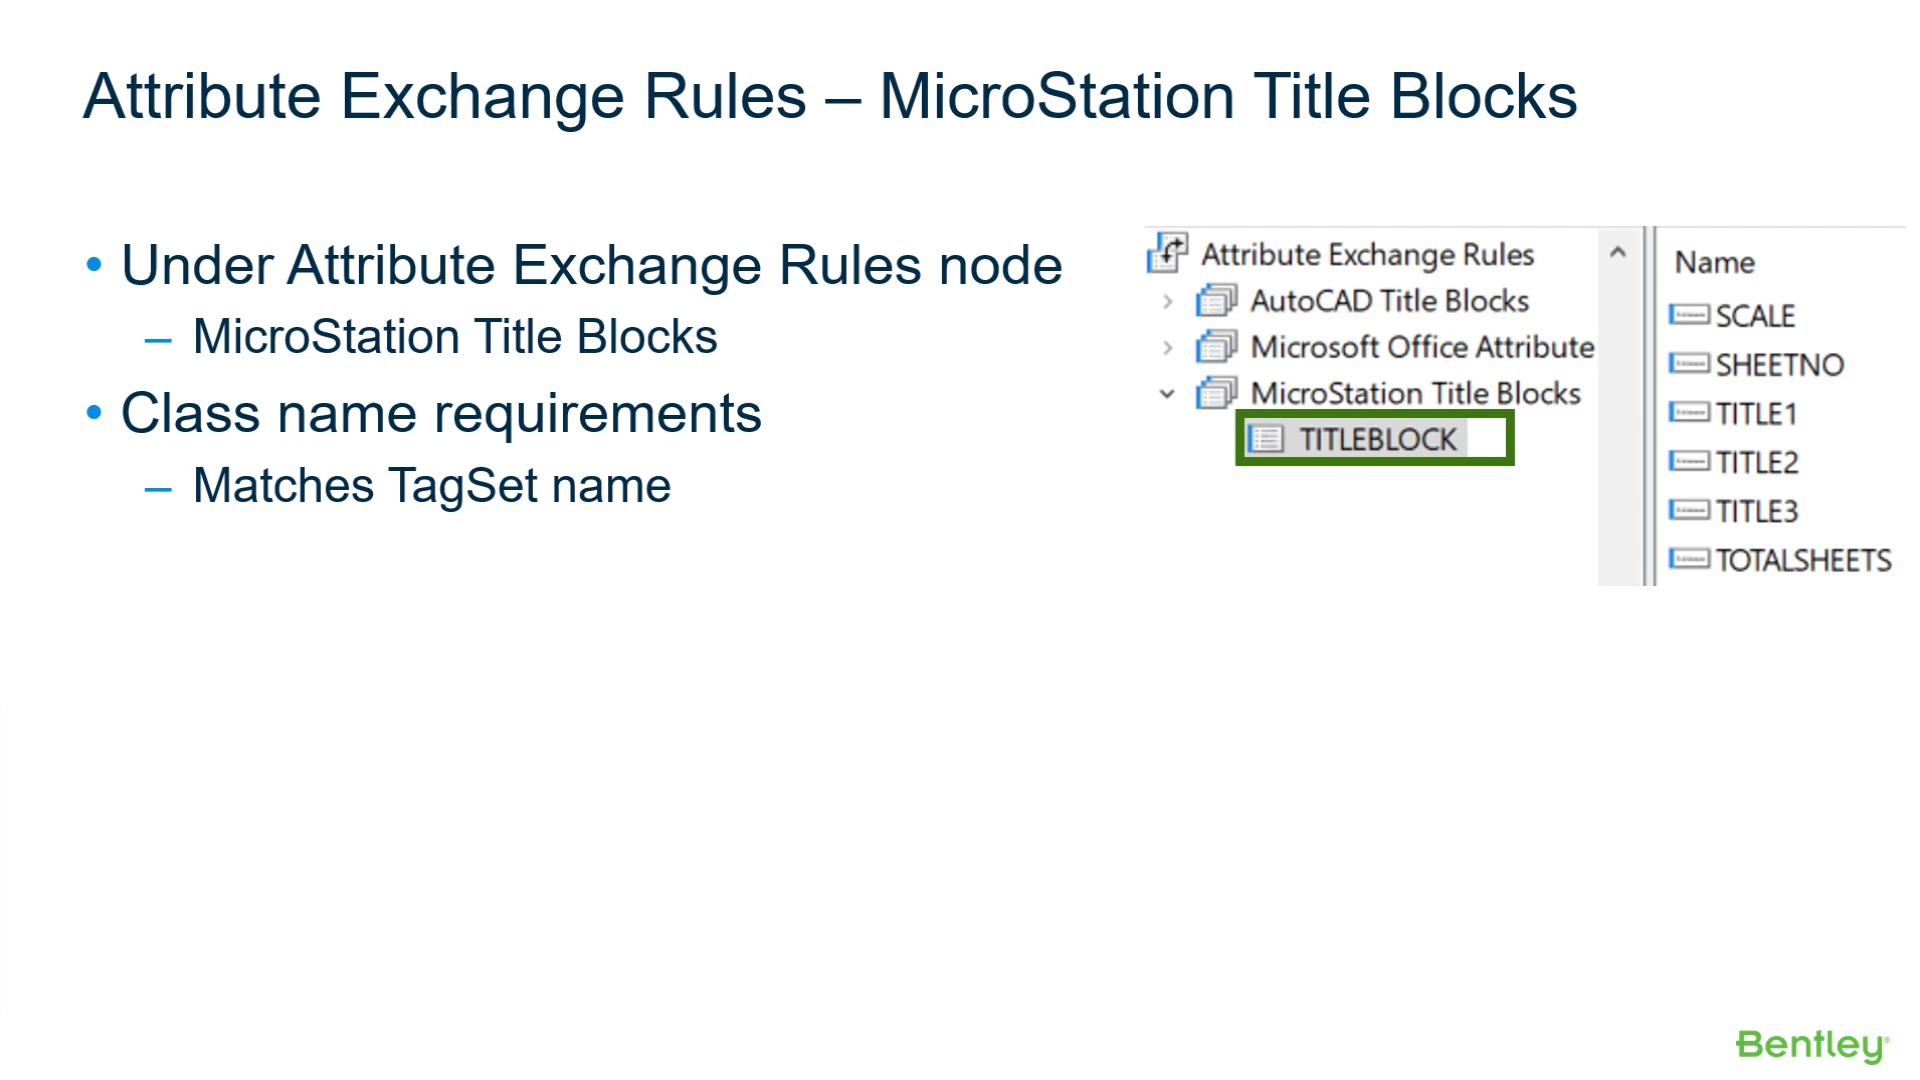 Attribute Exchange Rules – MicroStation Title Blocks
• Under Attribute Exchange Rules node
– MicroStation Title Blocks
• Class name requirements
– Matches TagSet name
Attribute Exchange Rules
AutoCAD Title Blocks
Microsoft Office Attribute
MicroStation Title Blocks
TITLEBLOCK
Name
SCALE
SHEETNO
TITLE1
TITLE2
TITLE3
TOTALSHEETS
Bentley®